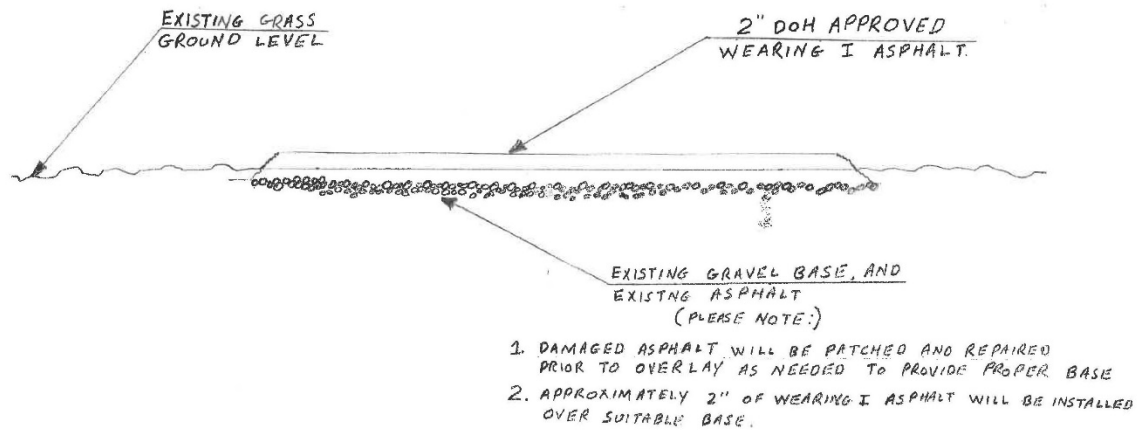 EXISTING GRASS
GROUND LEVEL
2" DOH APPROVED
WEARING I ASPHALT.
EXISTING GRAVEL BASE, AND
EXISTNG ASPHALT
(PLEASE NOTE:)
1. DAMAGED ASPHALT WILL BE PATCHED AND REPAIRED
PRIOR TO OVERLAY AS NEEDED TO PROVIDE PROPER BASE
2. APPROXIMATELY 2" OF WEARING I ASPHALT WILL BE INSTALLED
OVER SUITABLE BASE.